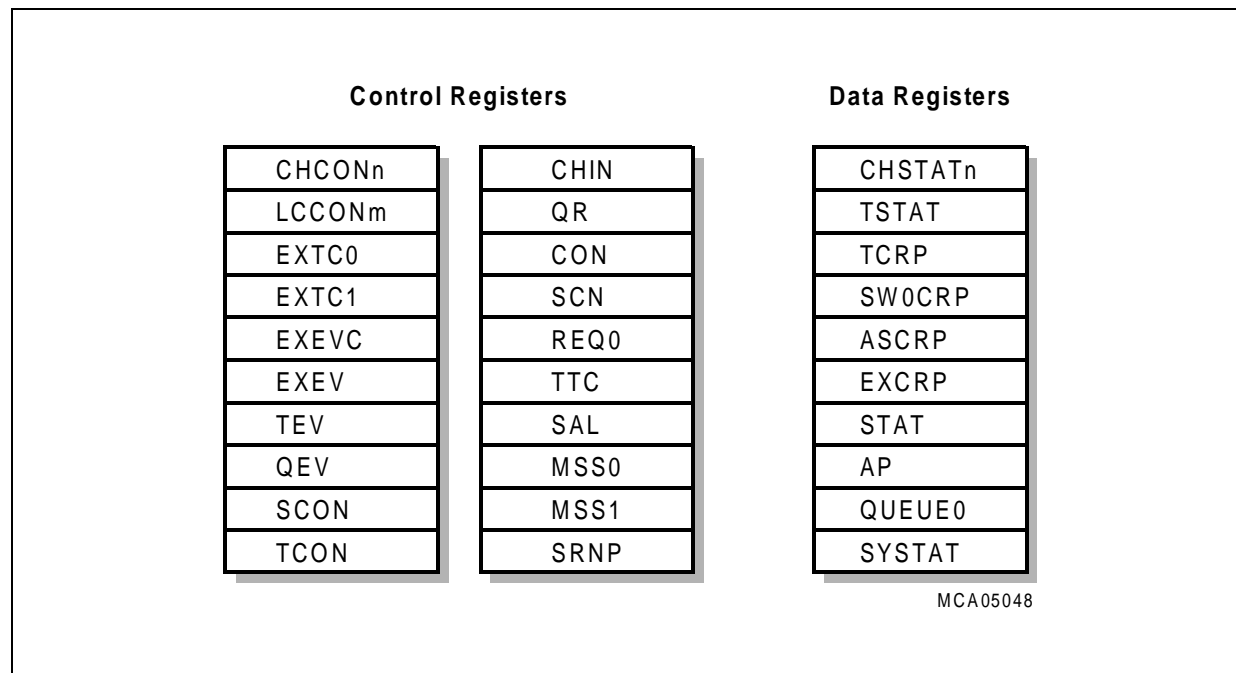 Control Registers
CHCONn
LCCONm
EXTC0
EXTC1
EXEVC
EXEV
TEV
QEV
SCON
TCON
CHIN
QR
CON
SCN
REQ0
TTC
SAL
MSS0
MSS1
SRNP
Data Registers
CHSTATn
TSTAT
TCRP
SW0CRP
ASCRP
EXCRP
STAT
AP
QUEUE0
SYSTAT
MCA05048